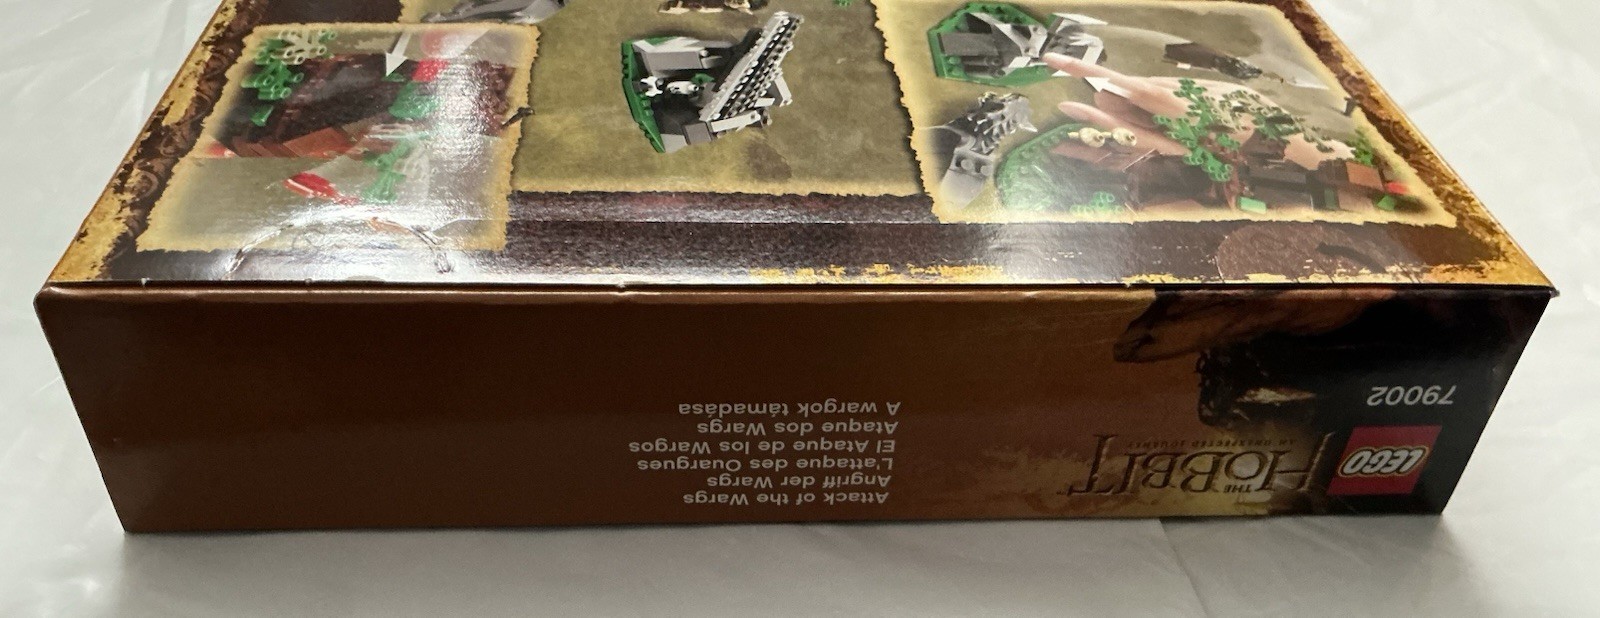 LEGO
THE
HOBBIT
AN UNEXPECTED JOURNEY
79002
Attack of the Wargs
Angriff der Wargs
L'attaque des Ouargues
El Ataque de los Wargos
Ataque dos Wargs
A wargok támadása